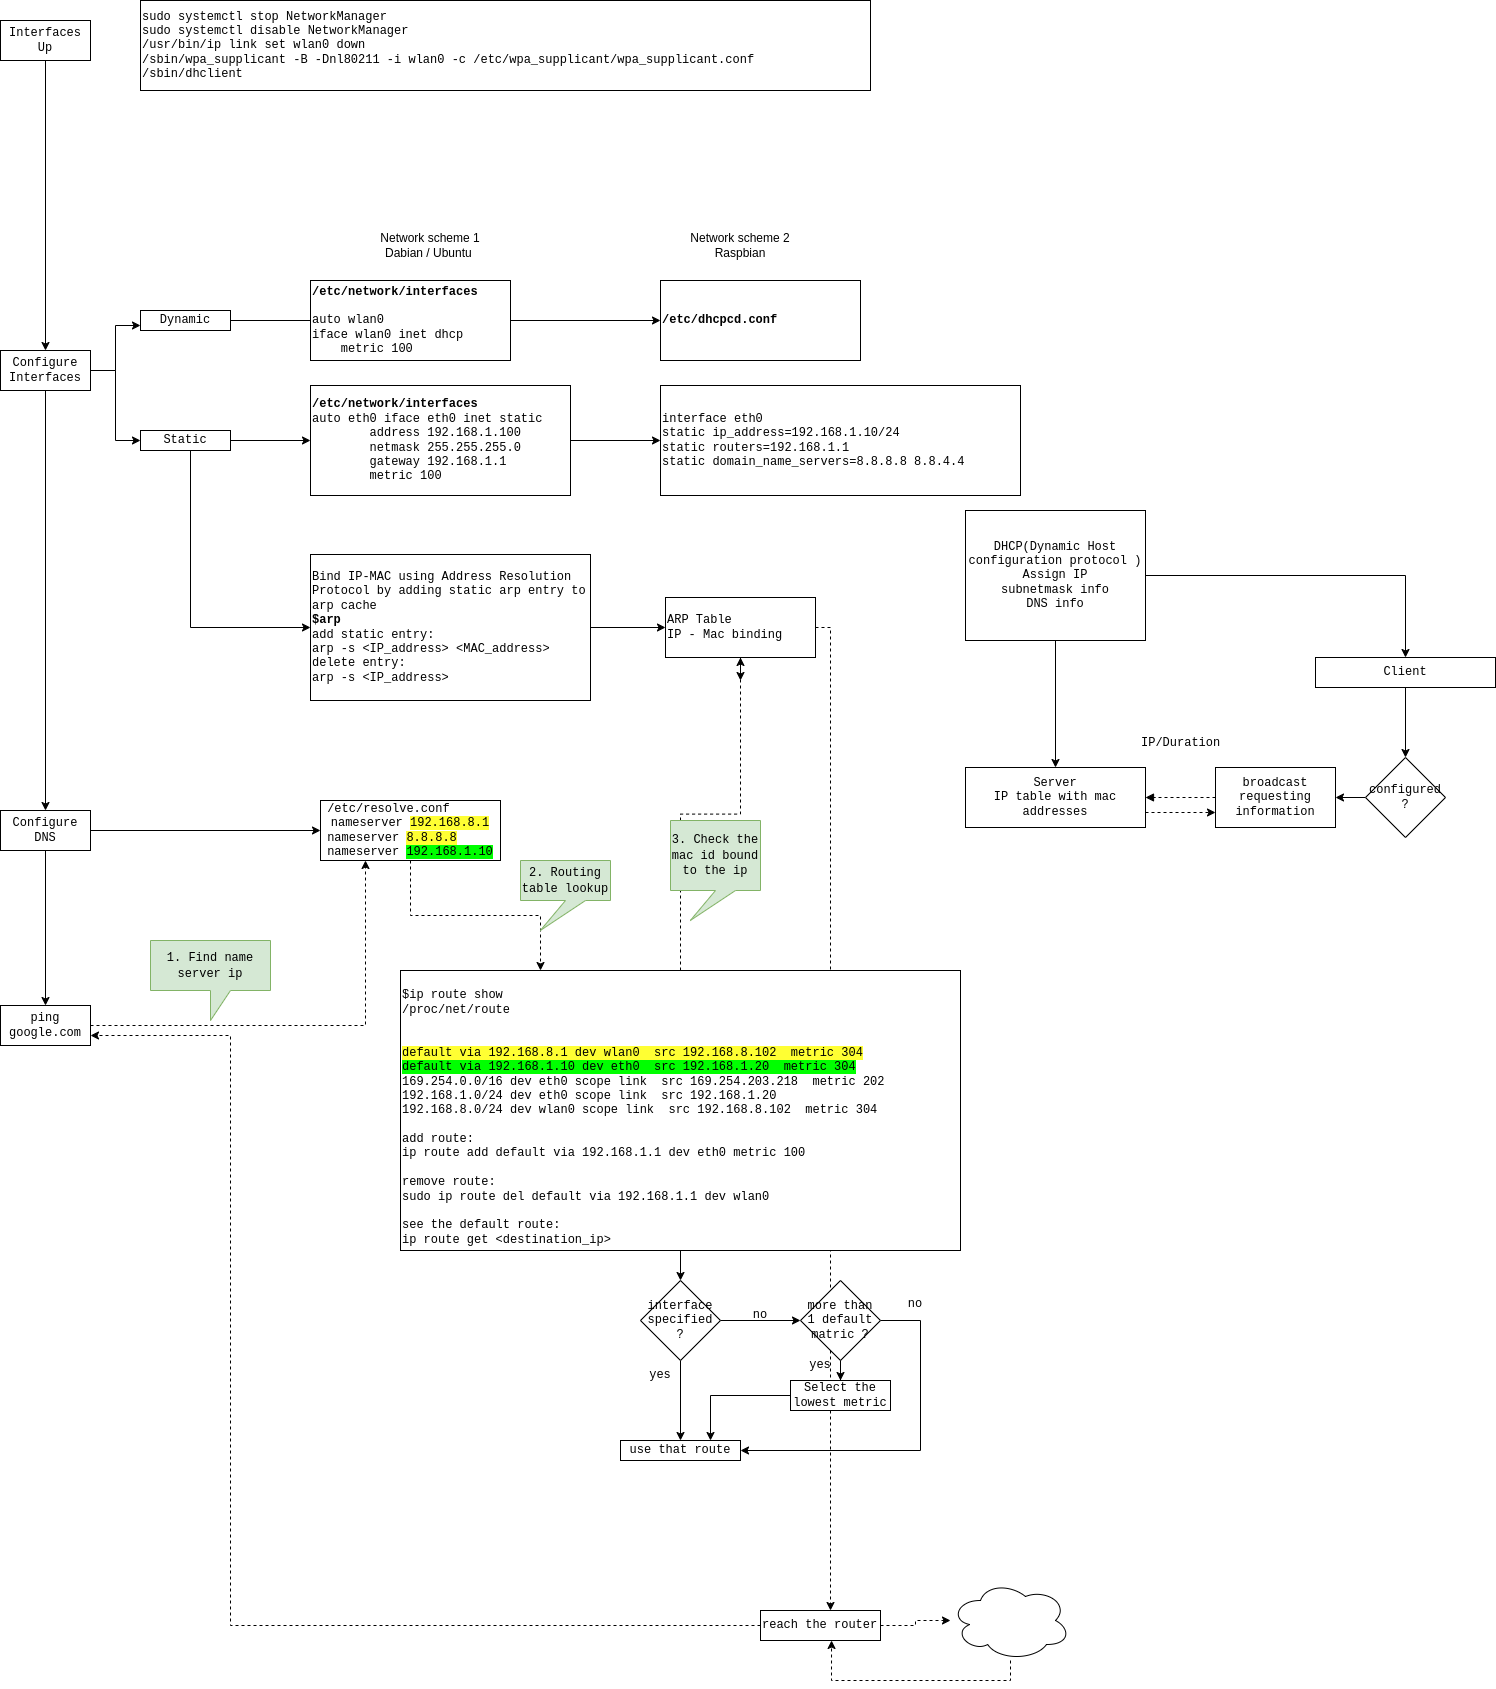 Interfaces
Up
sudo systemctl stop NetworkManager
sudo systemctl disable NetworkManager
/usr/bin/ip link set wlan0 down
/sbin/wpa_supplicant -B -Dnl80211 -i wlan0 -c /etc/wpa_supplicant/wpa_supplicant.conf
/sbin/dhclient
Network scheme 1
Dabian / Ubuntu
Network scheme 2
Raspbian
Dynamic
/etc/network/interfaces
auto wlan0
iface wlan0 inet dhcp
    metric 100
/etc/dhcpcd.conf
Configure
Interfaces
Static
/etc/network/interfaces
auto eth0 iface eth0 inet static
        address 192.168.1.100
        netmask 255.255.255.0
        gateway 192.168.1.1
        metric 100
interface eth0
static ip_address=192.168.1.10/24
static routers=192.168.1.1
static domain_name_servers=8.8.8.8 8.8.4.4
Bind IP-MAC using Address Resolution
Protocol by adding static arp entry to
arp cache
$arp
add static entry:
arp -s <IP_address> <MAC_address>
delete entry:
arp -s <IP_address>
ARP Table
IP - Mac binding
DHCP(Dynamic Host
configuration protocol )
Assign IP
subnetmask info
DNS info
Client
IP/Duration
Server
IP table with mac
addresses
broadcast
requesting
information
configured
?
Configure
DNS
/etc/resolve.conf
nameserver 192.168.8.1
nameserver 8.8.8.8
nameserver 192.168.1.10
2. Routing
table lookup
3. Check the
mac id bound
to the ip
1. Find name
server ip
ping
google.com
$ip route show
/proc/net/route
default via 192.168.8.1 dev wlan0  src 192.168.8.102  metric 304
default via 192.168.1.10 dev eth0  src 192.168.1.20  metric 304
169.254.0.0/16 dev eth0 scope link  src 169.254.203.218  metric 202
192.168.1.0/24 dev eth0 scope link  src 192.168.1.20
192.168.8.0/24 dev wlan0 scope link  src 192.168.8.102  metric 304
add route:
ip route add default via 192.168.1.1 dev eth0 metric 100
remove route:
sudo ip route del default via 192.168.1.1 dev wlan0
see the default route:
ip route get <destination_ip>
interface
specified
?
no
more than
1 default
matric ?
no
yes
yes
Select the
lowest metric
use that route
reach the router